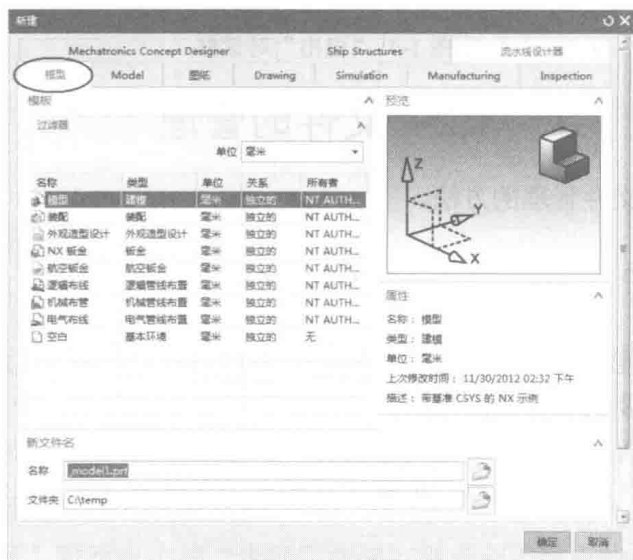 新建
Mechatronics Concept Designer Ship Structures 流水线设计器
模型 Model 图纸 Drawing Simulation Manufacturing Inspection
模板
过滤器
单位 毫米
名称 类型 单位 关系 所有者
模型 建模 毫米 独立的 NT AUTH...
装配 装配 毫米 独立的 NT AUTH...
外观造型设计 外观造型设计 毫米 独立的 NT AUTH...
NX 钣金 钣金 毫米 独立的 NT AUTH...
航空钣金 航空钣金 毫米 独立的 NT AUTH...
逻辑布线 逻辑管线布置 毫米 独立的 NT AUTH...
机械布管 机械管线布置 毫米 独立的 NT AUTH...
电气布线 电气管线布置 毫米 独立的 NT AUTH...
空白 基本环境 毫米 独立的 无
预览
Z
Y
X
属性
名称：模型
类型：建模
单位：毫米
上次修改时间：11/30/2012 02:32 下午
描述：带基准 CSYS 的 NX 示例
新文件名
名称 _model1.prt
文件夹 C:\temp
确定 取消